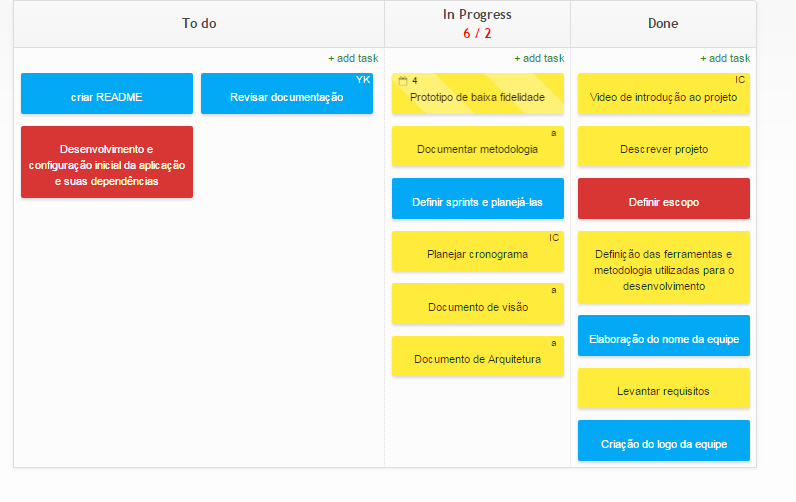 To do
+ add task
criar README
YK
Revisar documentação
Desenvolvimento e
configuração inicial da aplicação
e suas dependências
In Progress
6 / 2
+ add task
4
Prototipo de baixa fidelidade
a
Documentar metodologia
Definir sprints e planejá-las
IC
Planejar cronograma
a
Documento de visão
a
Documento de Arquitetura
Done
+ add task
IC
Video de introdução ao projeto
Descrever projeto
Definir escopo
Definição das ferramentas e
metodologia utilizadas para o
desenvolvimento
Elaboração do nome da equipe
Levantar requisitos
Criação do logo da equipe